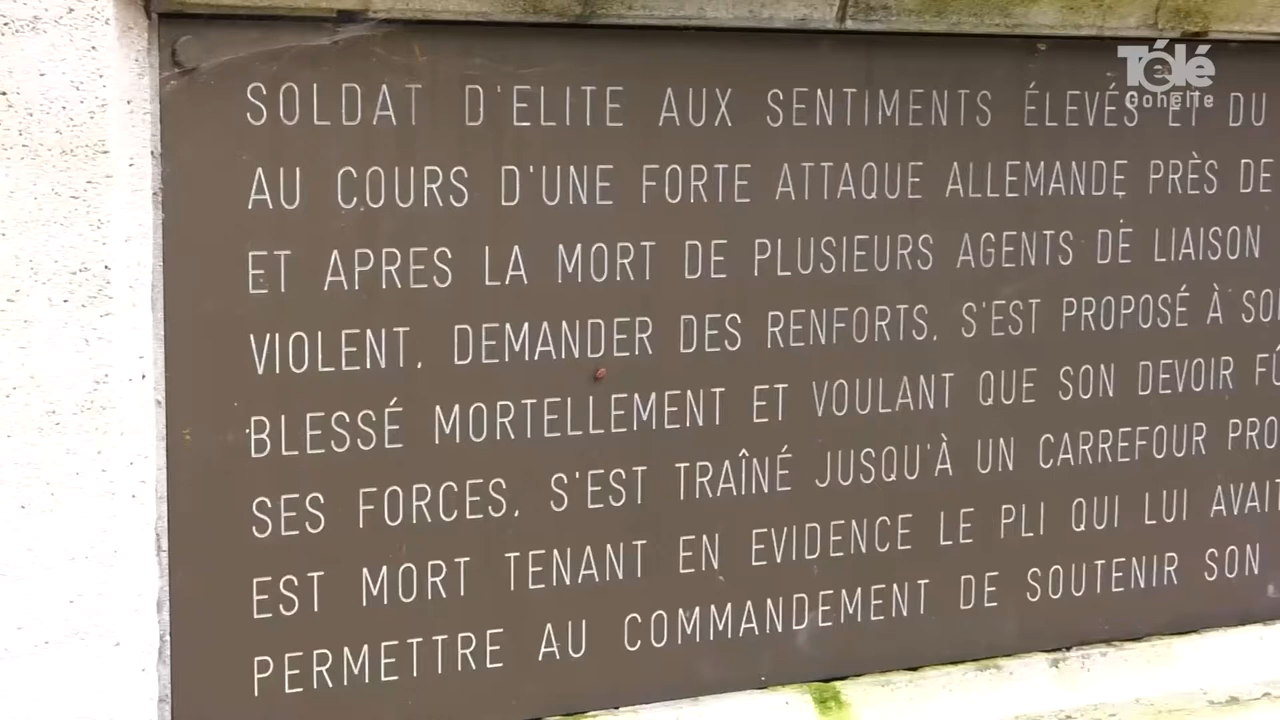 SOLDAT D'ELITE AUX SENTIMENTS ÉLEVÉS ET DU
AU COURS D'UNE FORTE ATTAQUE ALLEMANDE PRÈS DE
ET APRES LA MORT DE PLUSIEURS AGENTS DE LIAISON
VIOLENT, DEMANDER DES RENFORTS, S'EST PROPOSÉ À
BLESSÉ MORTELLEMENT ET VOULANT QUE SON DEVOIR
SES FORCES, S'EST TRAÎNÉ JUSQU'À UN CARREFOUR
EST MORT TENANT EN EVIDENCE LE PLI QUI LUI AVAIT
PERMETTRE AU COMMANDEMENT DE SOUTENIR SON
Télé
Gohelle